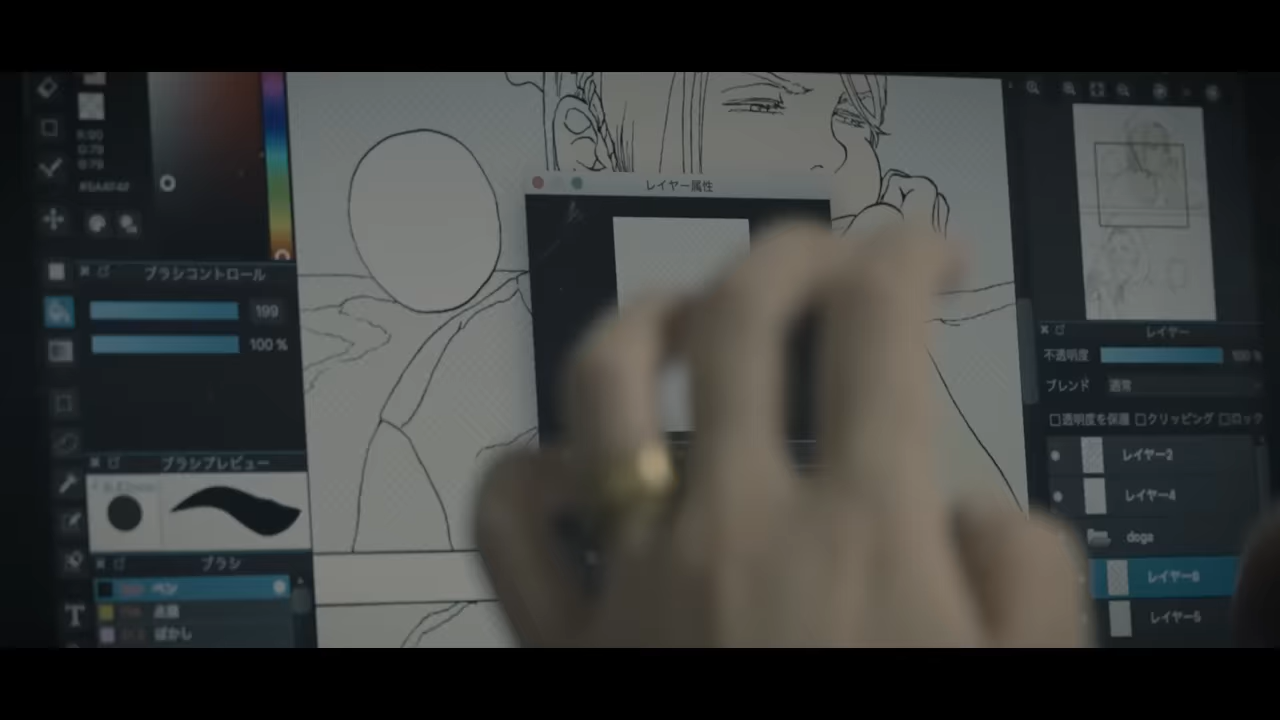 ブラシコントロール
199
100 %
ブラシプレビュー
ブラシ
ペン
点描
ぼかし
T
レイヤー属性
レイヤー
不透明度
ブレンド
通常
透明度を保護
クリッピング
ロック
レイヤー2
レイヤー4
doga
レイヤー6
レイヤー5